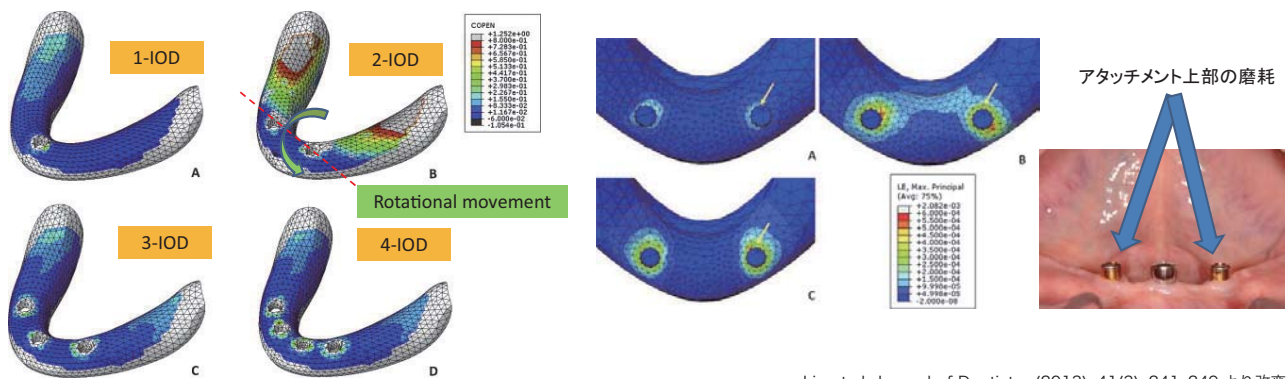 1-IOD
2-IOD
COPEN
+1.252e+00
+8.000e-01
+7.283e-01
+6.567e-01
+5.850e-01
+5.133e-01
+4.417e-01
+3.700e-01
+2.983e-01
+2.267e-01
+1.550e-01
+8.333e-02
+1.167e-02
-6.000e-02
-1.054e-01
A
B
Rotational movement
3-IOD
4-IOD
C
D
A
B
C
LE, Max. Principal
(Avg: 75%)
+2.082e-03
+6.000e-04
+5.500e-04
+5.000e-04
+4.500e-04
+4.000e-04
+3.500e-04
+3.000e-04
+2.500e-04
+2.000e-04
+1.500e-04
+9.998e-05
+4.998e-05
-2.000e-08
アタッチメント上部の磨耗